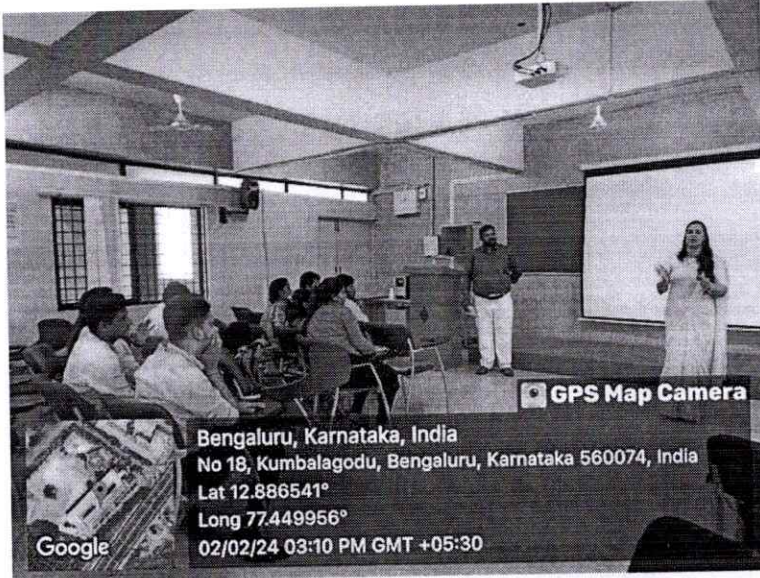 GPS Map Camera
Bengaluru, Karnataka, India
No 18, Kumbalagodu, Bengaluru, Karnataka 560074, India
Lat 12.886541°
Long 77.449956°
02/02/24 03:10 PM GMT +05:30
Google